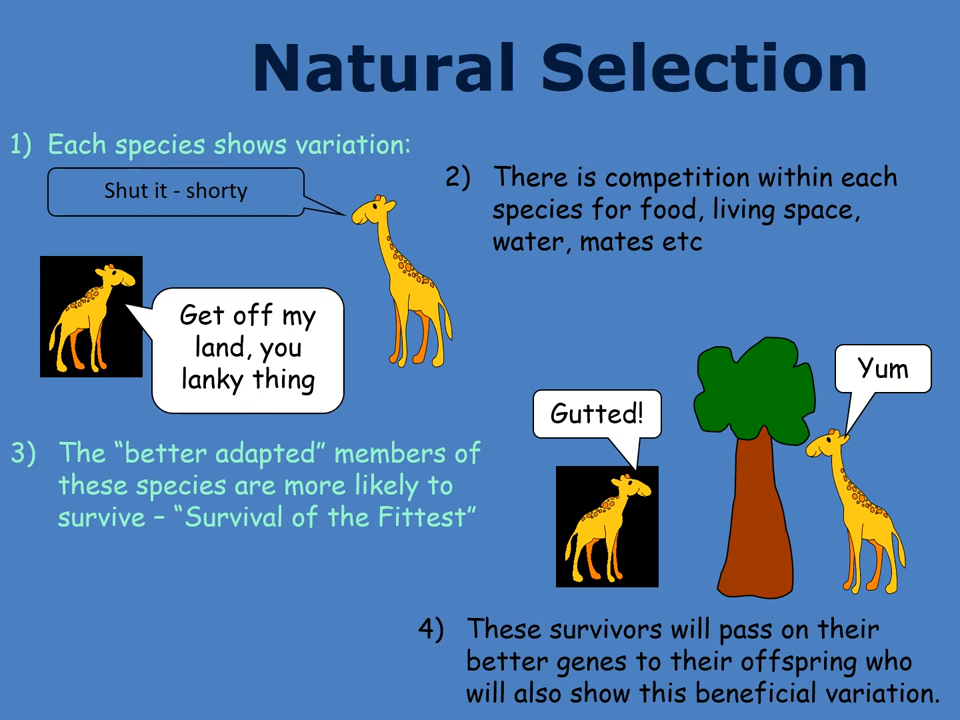 Natural Selection
1) Each species shows variation:
Shut it - shorty
Get off my
land, you
lanky thing
2) There is competition within each
species for food, living space,
water, mates etc
3) The “better adapted” members of
these species are more likely to
survive – “Survival of the Fittest”
Gutted!
Yum
4) These survivors will pass on their
better genes to their offspring who
will also show this beneficial variation.